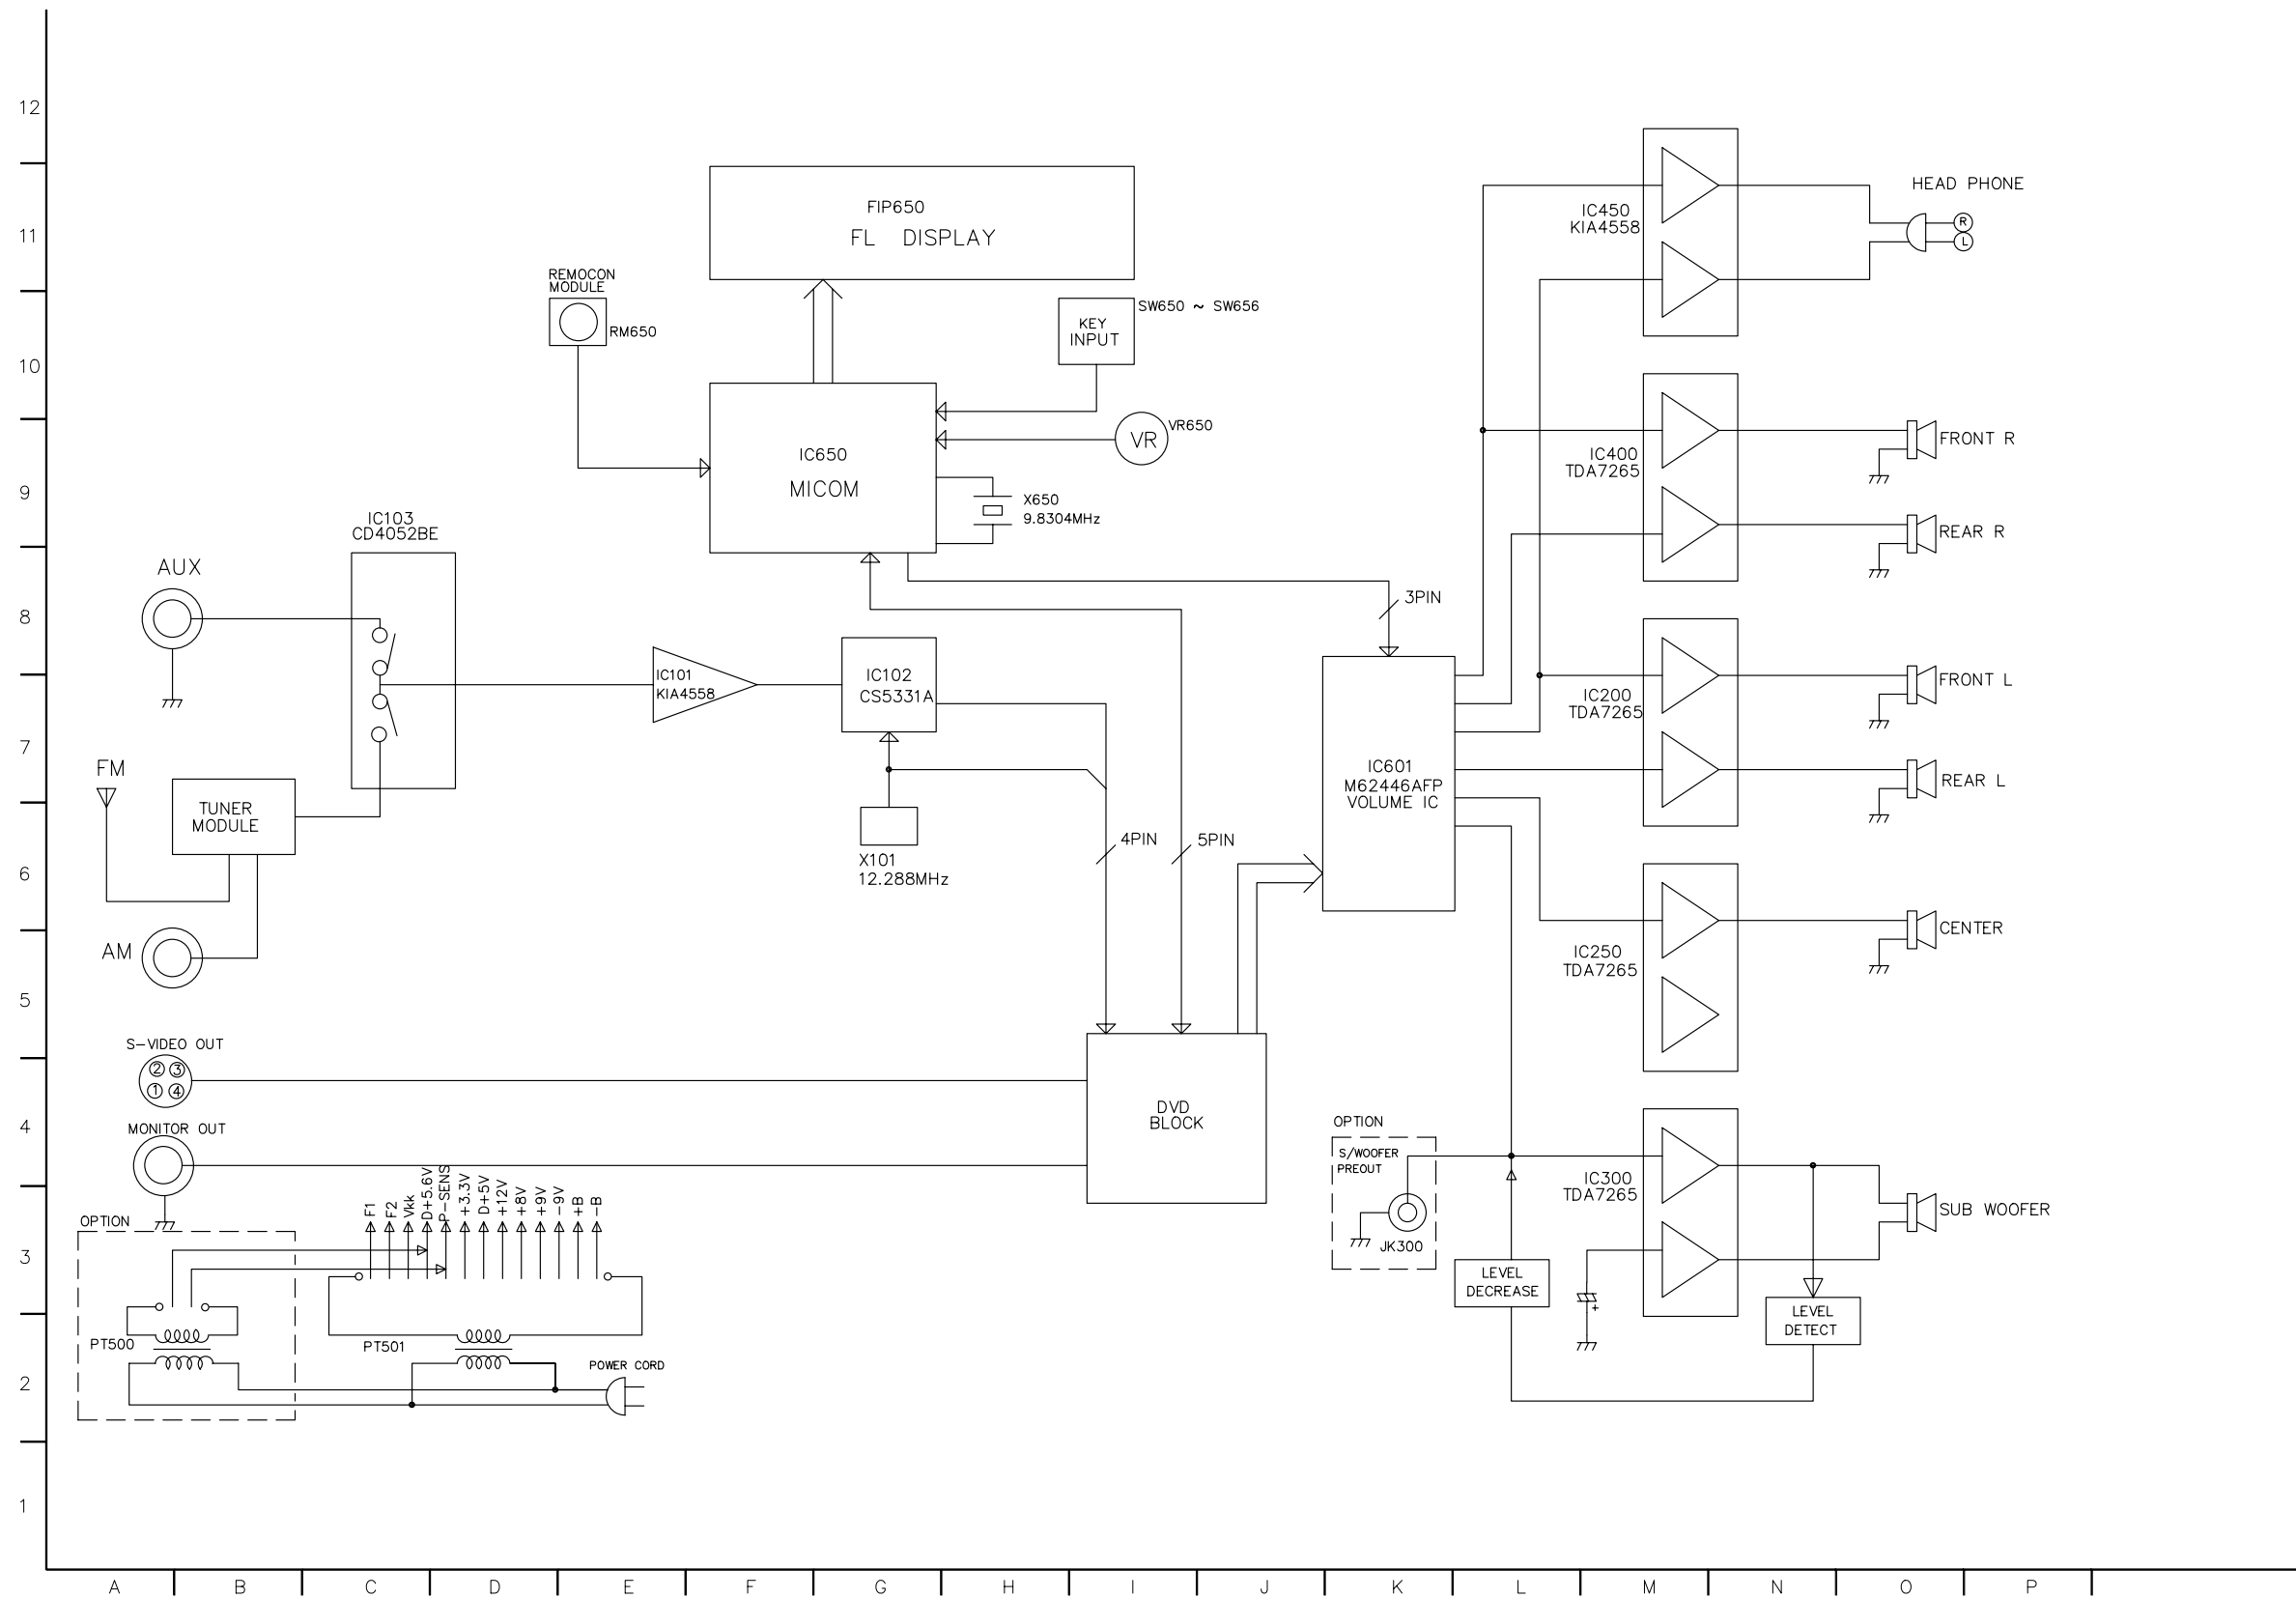 12
11
10
9
8
7
6
5
4
3
2
1
A B C D E F G H I J K L M N O P
FIP650
FL DISPLAY
REMOCON
MODULE
RM650
KEY
INPUT
SW650 ~ SW656
VR
VR650
IC650
MICOM
X650
9.8304MHz
IC103
CD4052BE
AUX
FM
TUNER
MODULE
AM
IC101
KIA4558
IC102
CS5331A
X101
12.288MHz
4PIN
5PIN
3PIN
IC601
M62446AFP
VOLUME IC
IC450
KIA4558
HEAD PHONE
R
L
IC400
TDA7265
FRONT R
REAR R
IC200
TDA7265
FRONT L
REAR L
IC250
TDA7265
CENTER
S-VIDEO OUT
2 3
1 4
MONITOR OUT
DVD
BLOCK
OPTION
S/WOOFER
PREOUT
JK300
IC300
TDA7265
SUB WOOFER
LEVEL
DECREASE
+
LEVEL
DETECT
OPTION
PT500
F1
F2
Vkk
D+5.6V
P-SENS
+3.3V
D+5V
+12V
+8V
+9V
-9V
+B
-B
PT501
POWER CORD